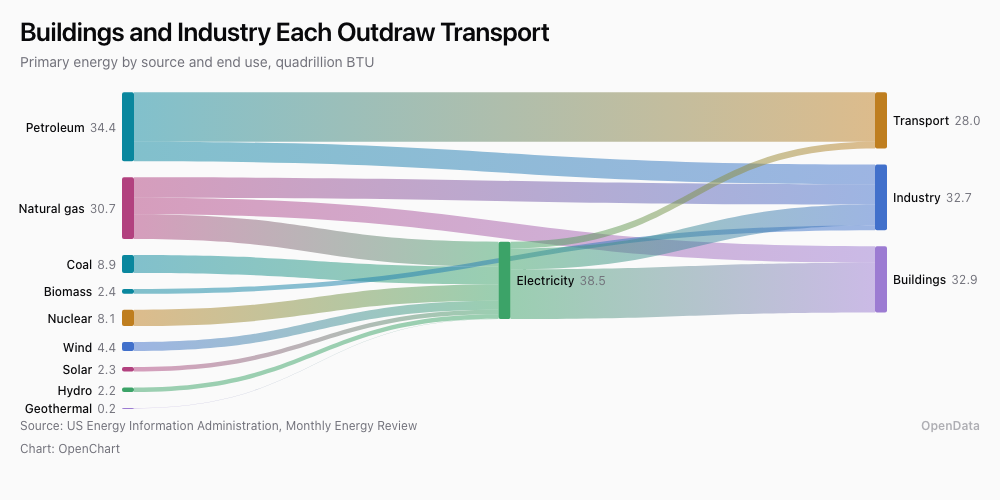 Buildings and Industry Each Outdraw Transport
Primary energy by source and end use, quadrillion BTU
Petroleum 34.4
Transport 28.0
Industry 32.7
Natural gas 30.7
Coal 8.9
Electricity 38.5
Buildings 32.9
Biomass 2.4
Nuclear 8.1
Wind 4.4
Solar 2.3
Hydro 2.2
Geothermal 0.2
Source: US Energy Information Administration, Monthly Energy Review
OpenData
Chart: OpenChart